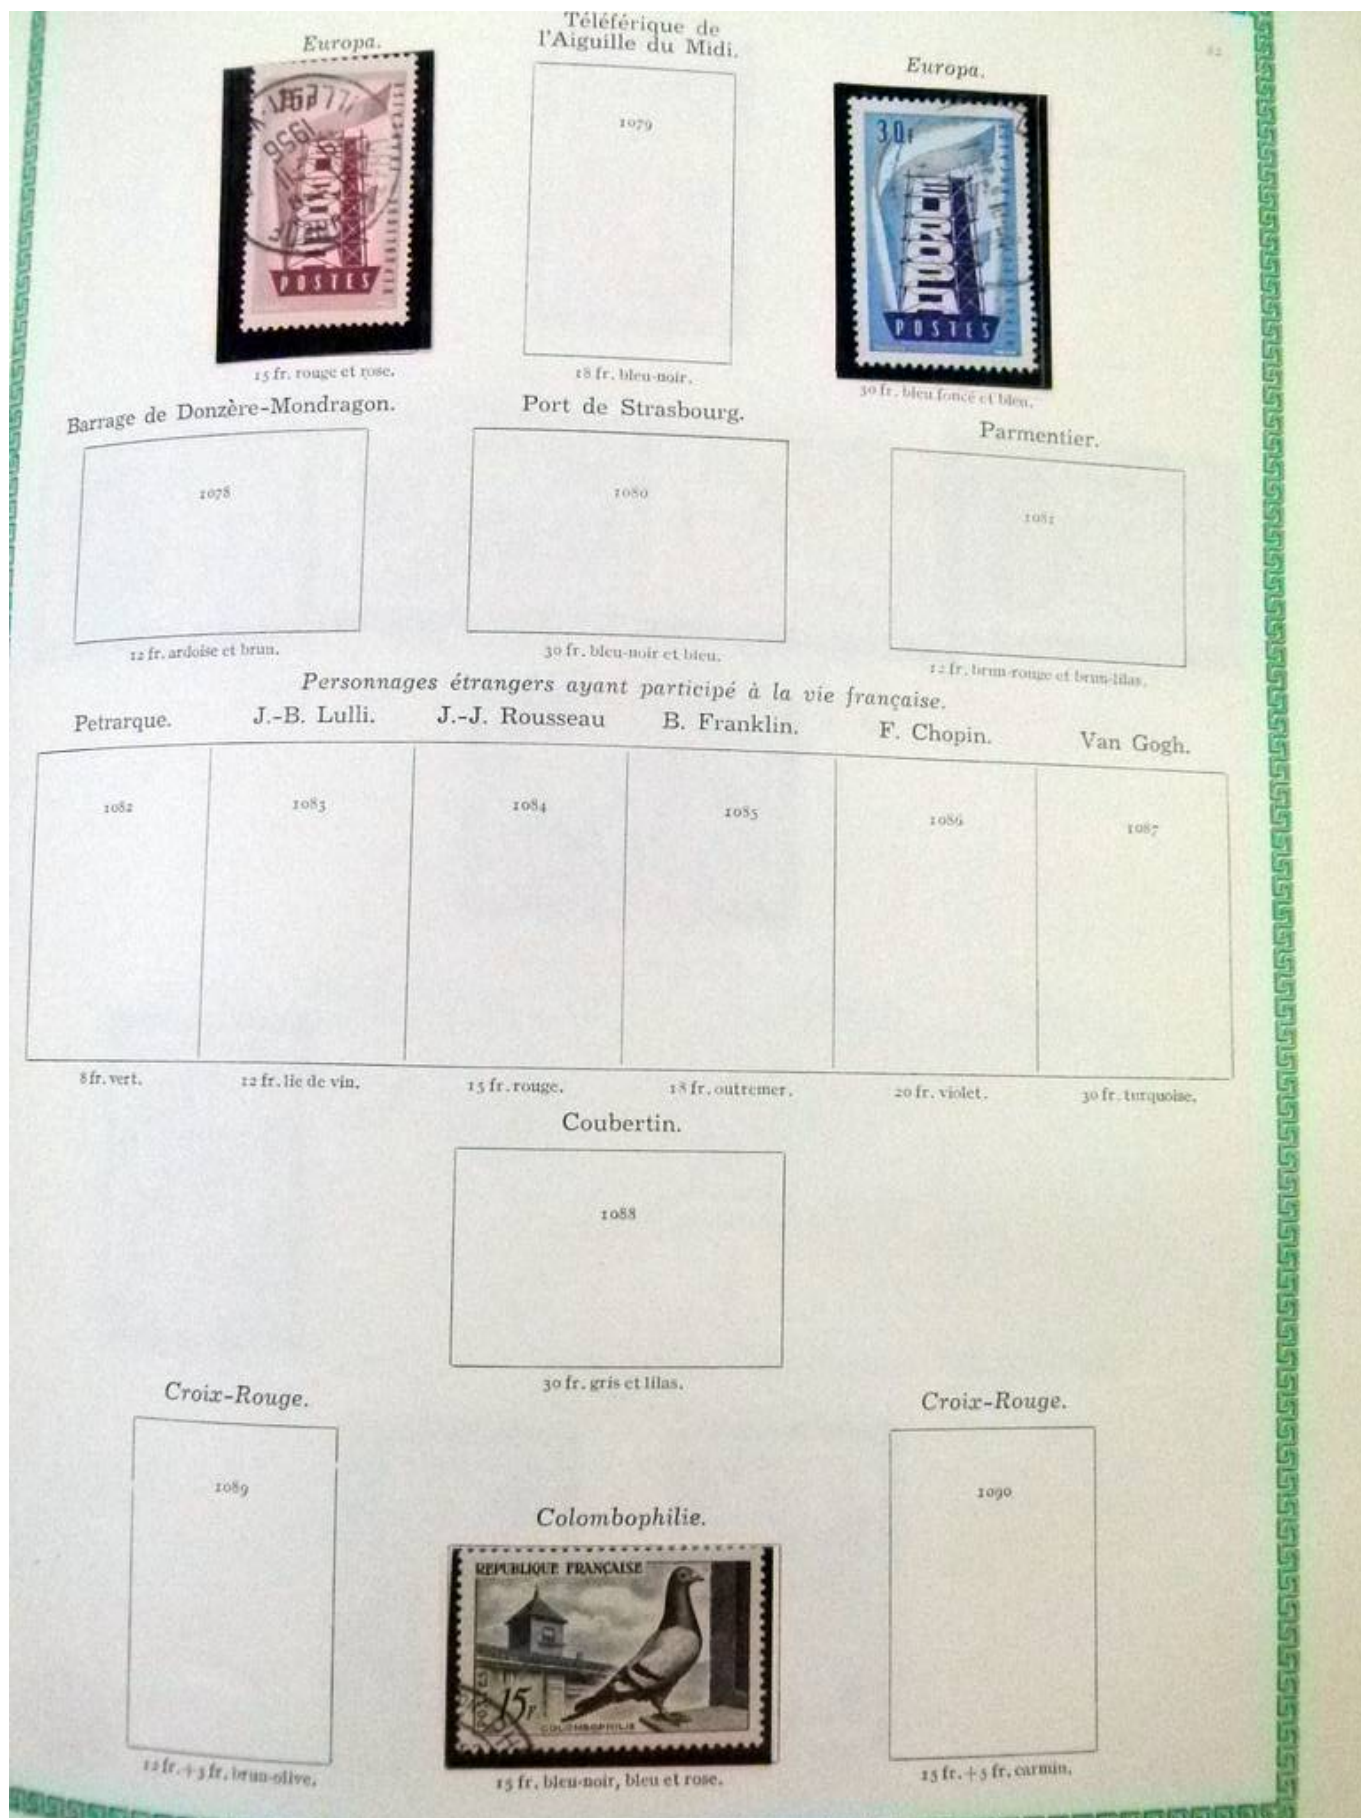 Europa.
Téléférique de
l'Aiguille du Midi.
Europa.
82
1956
POSTES
1079
30F
POSTES
15 fr. rouge et rose.
18 fr. bleu-noir.
30 fr. bleu foncé et bleu.
Barrage de Donzère-Mondragon.
Port de Strasbourg.
Parmentier.
1078
1080
1081
12 fr. ardoise et brun.
30 fr. bleu-noir et bleu.
12 fr. brun-rouge et brun-lilas.
Personnages étrangers ayant participé à la vie française.
Petrarque.
J.-B. Lulli.
J.-J. Rousseau
B. Franklin.
F. Chopin.
Van Gogh.
1082
1083
1084
1085
1086
1087
8 fr. vert.
12 fr. lie de vin.
15 fr. rouge.
18 fr. outremer.
20 fr. violet.
30 fr. turquoise.
Coubertin.
1088
30 fr. gris et lilas.
Croix-Rouge.
Croix-Rouge.
1089
1090
Colombophilie.
REPUBLIQUE FRANÇAISE
POSTES
15F
COLOMBOPHILIE
12 fr. + 3 fr. brun-olive.
15 fr. bleu-noir, bleu et rose.
15 fr. + 5 fr. carmin.